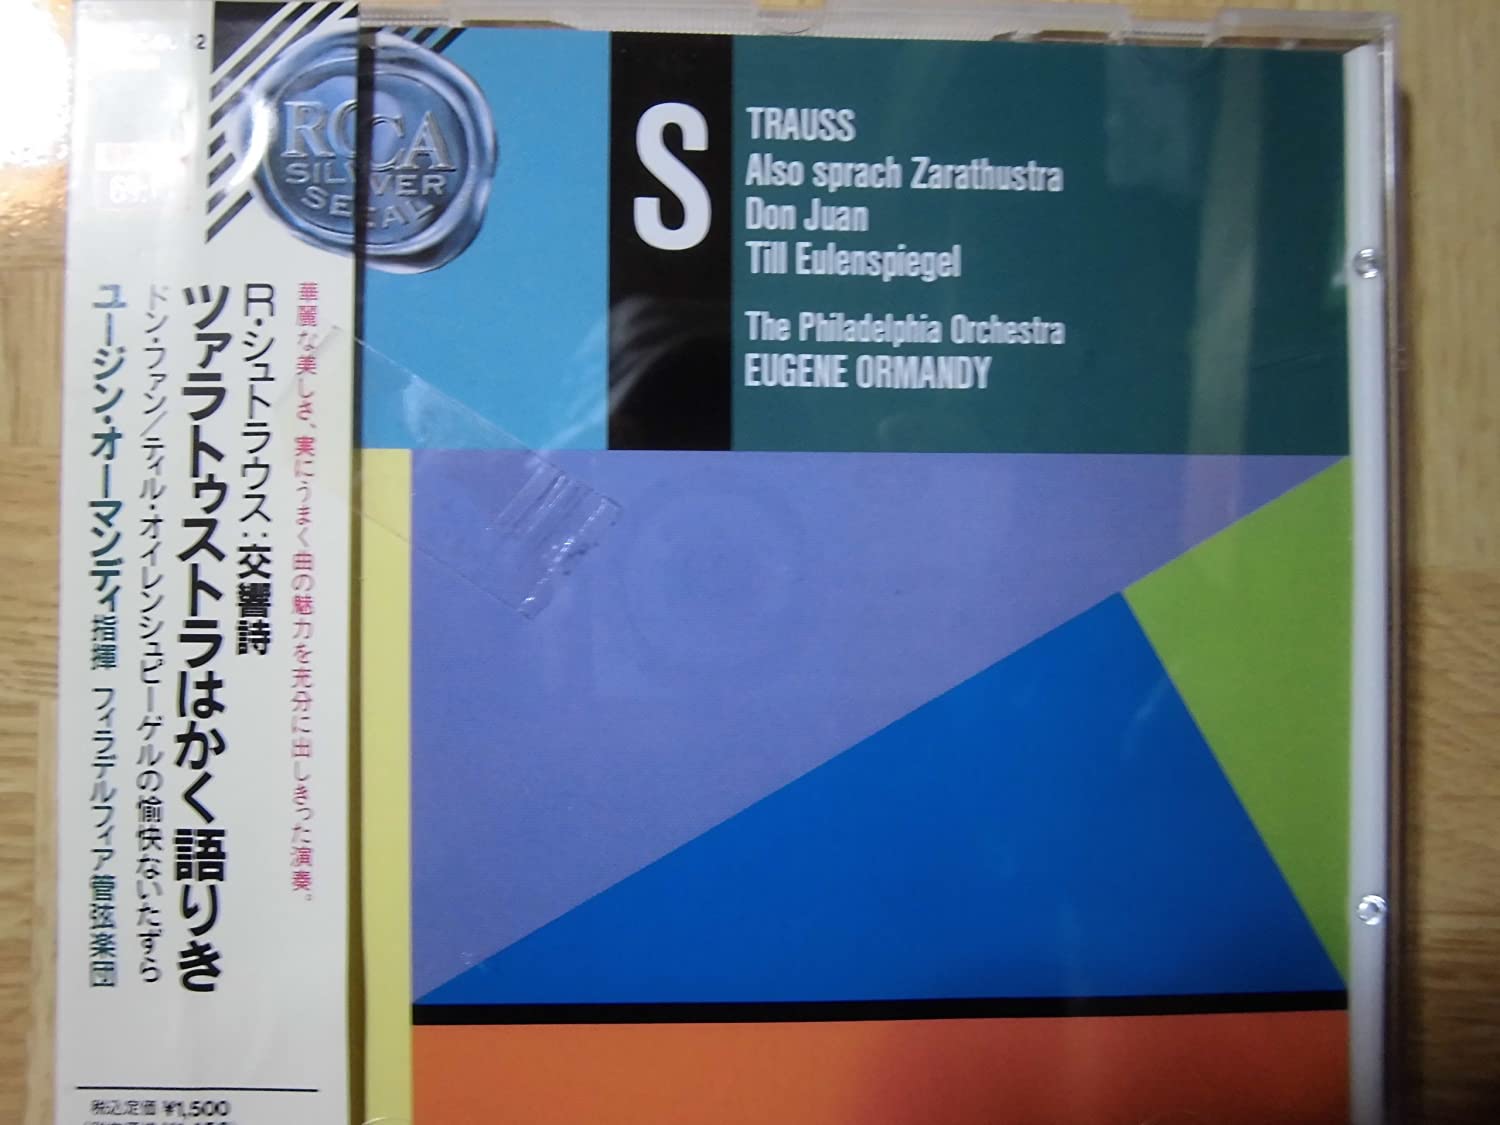 RCA
SILVER
SEAL
華麗な美しさ、実にうまく曲の魅力を充分に出しきった演奏。
R・シュトラウス:交響詩
ツァラトゥストラはかく語りき
ドン・ファン/ティル・オイレンシュピーゲルの愉快ないたずら
ユージン・オーマンディ指揮 フィラデルフィア管弦楽団
税込定価 ¥1,500
STRAUSS
Also sprach Zarathustra
Don Juan
Till Eulenspiegel
The Philadelphia Orchestra
EUGENE ORMANDY